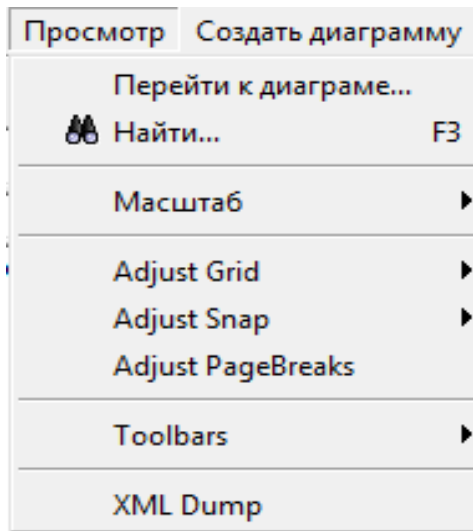 Просмотр Создать диаграмму
Перейти к диаграме...
Найти... F3
Масштаб
Adjust Grid
Adjust Snap
Adjust PageBreaks
Toolbars
XML Dump